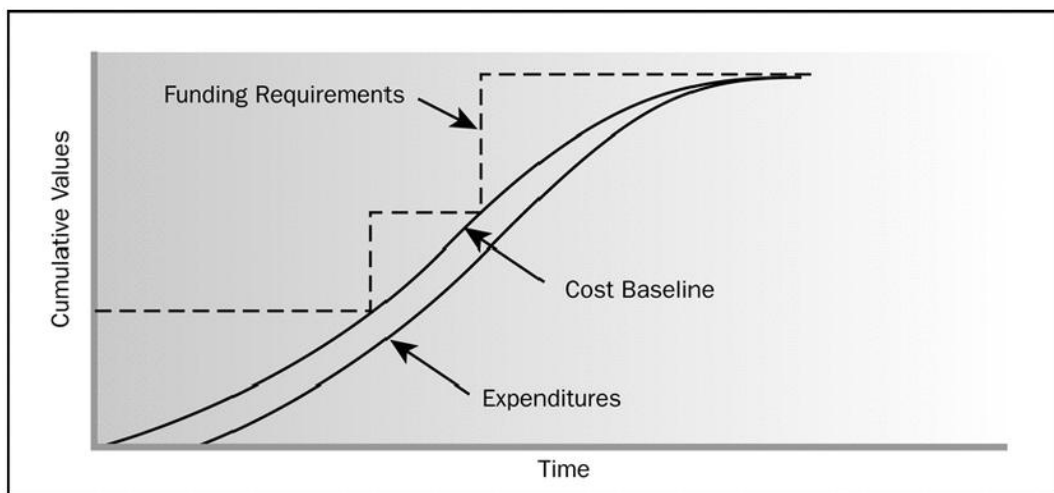 Funding Requirements
Cumulative Values
Cost Baseline
Expenditures
Time